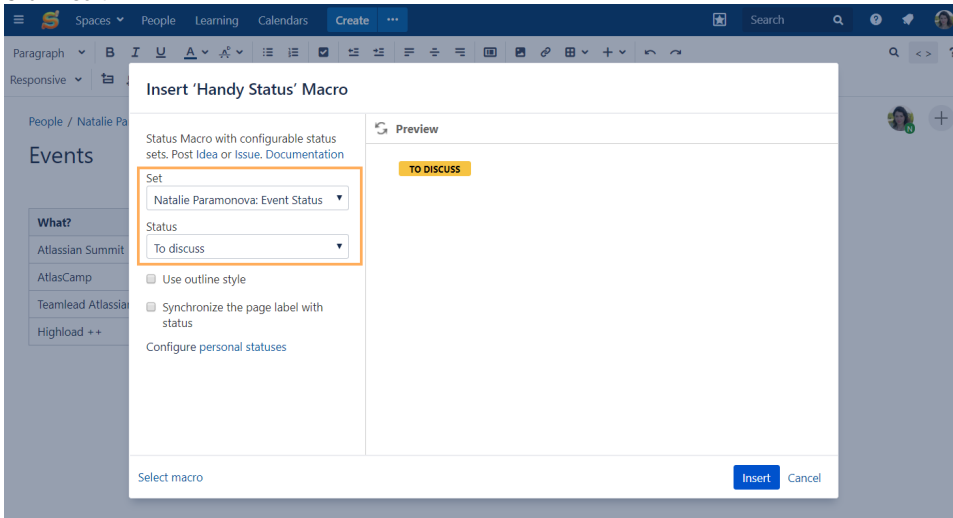 Spaces People Learning Calendars Create ··· Search
Paragraph B I U A
Responsive
Insert ‘Handy Status’ Macro
People / Natalie Pa
Events
What?
Atlassian Summit
AtlasCamp
Teamlead Atlassian
Highload ++
Status Macro with configurable status
sets. Post Idea or Issue. Documentation
Set
Natalie Paramonova: Event Status
Status
To discuss
Use outline style
Synchronize the page label with
status
Configure personal statuses
Preview
TO DISCUSS
N
Select macro
Insert Cancel